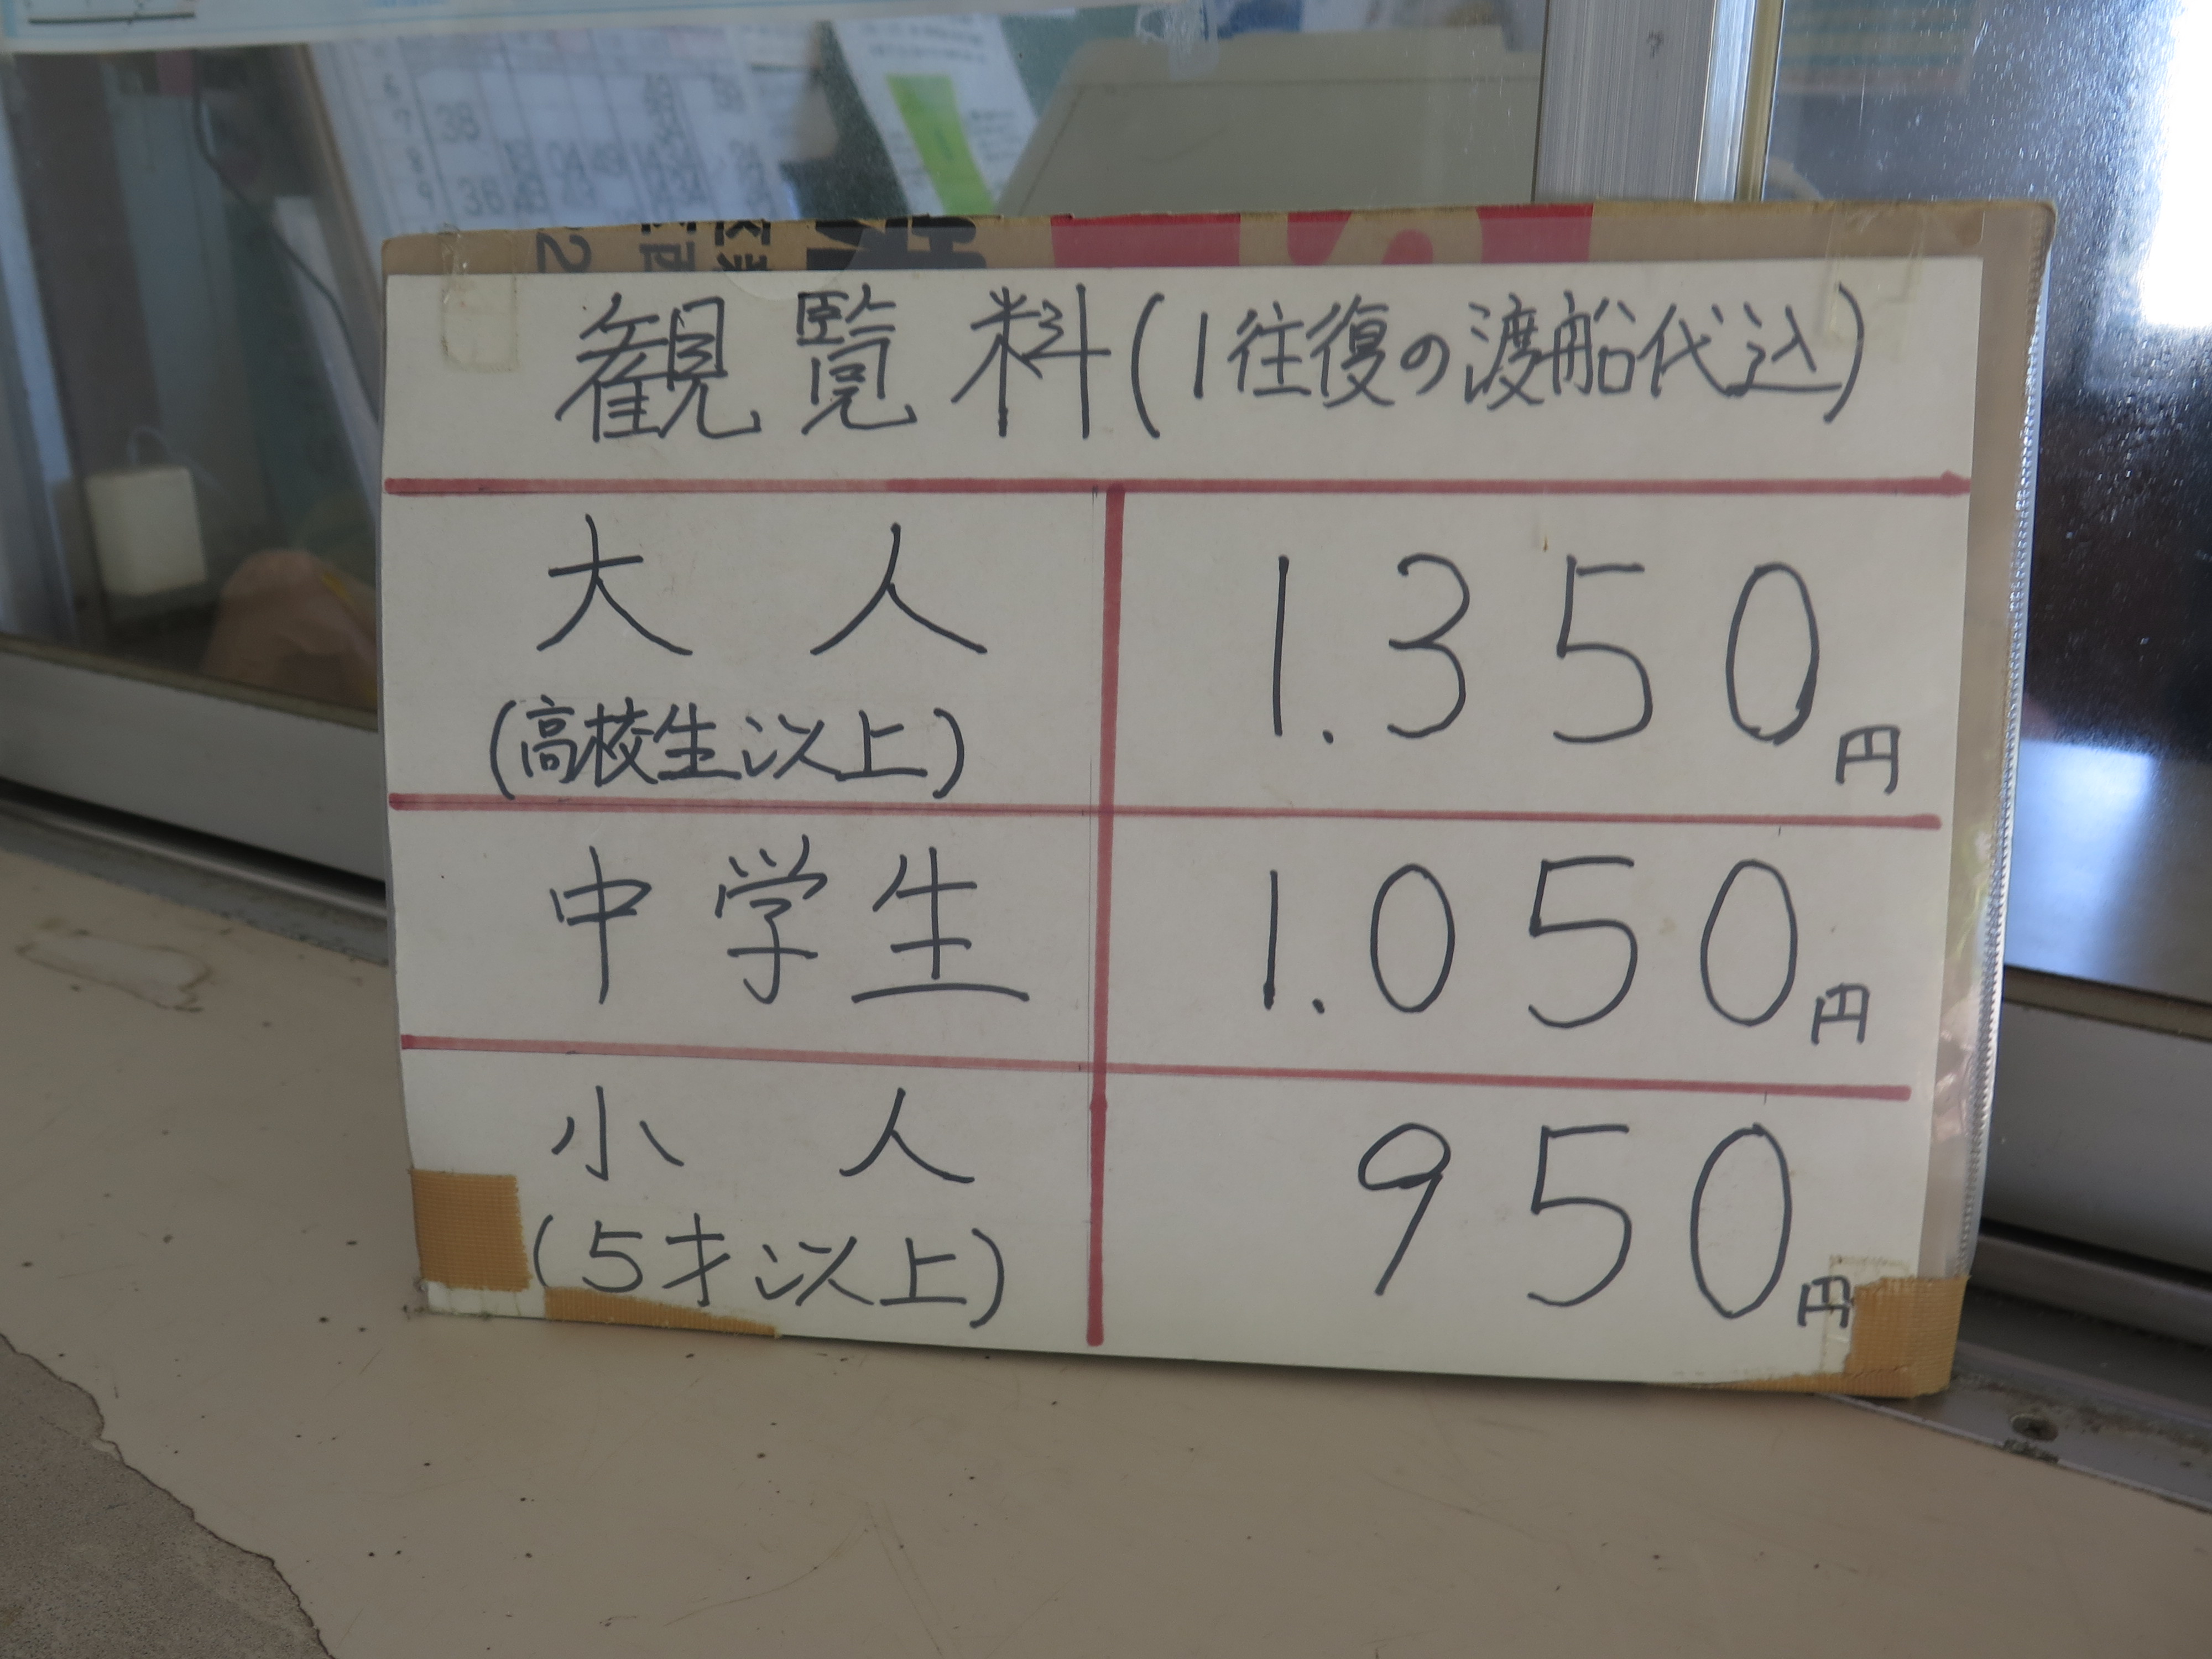 観覧料(1往復の渡船代込)
大人 1.350円
(高校生以上)
中学生 1.050円
小人 950円
(5才以上)